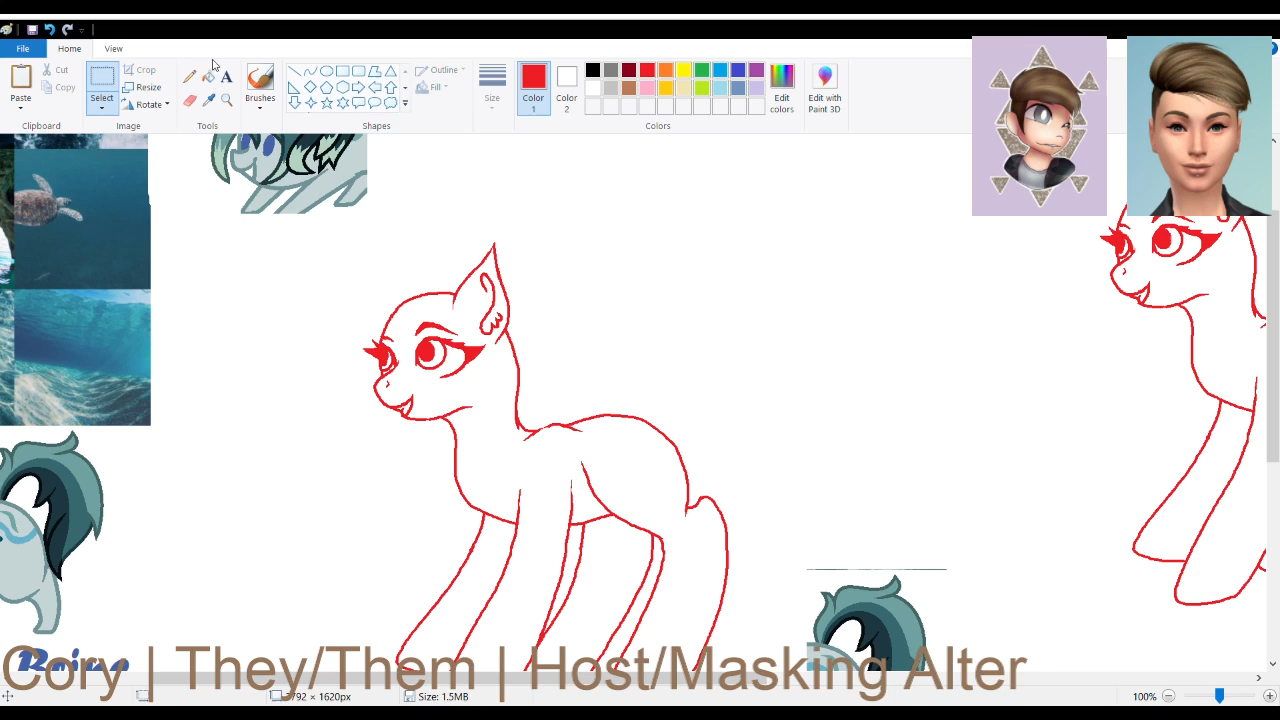 File Home View
Paste Cut Copy Select Crop Resize Rotate A Brushes Outline Fill Size Color 1 Color 2 Edit colors Edit with Paint 3D
Clipboard Image Tools Shapes Colors
Cory | They/Them | Host/Masking Alter
× 1620px Size: 1.5MB 100%